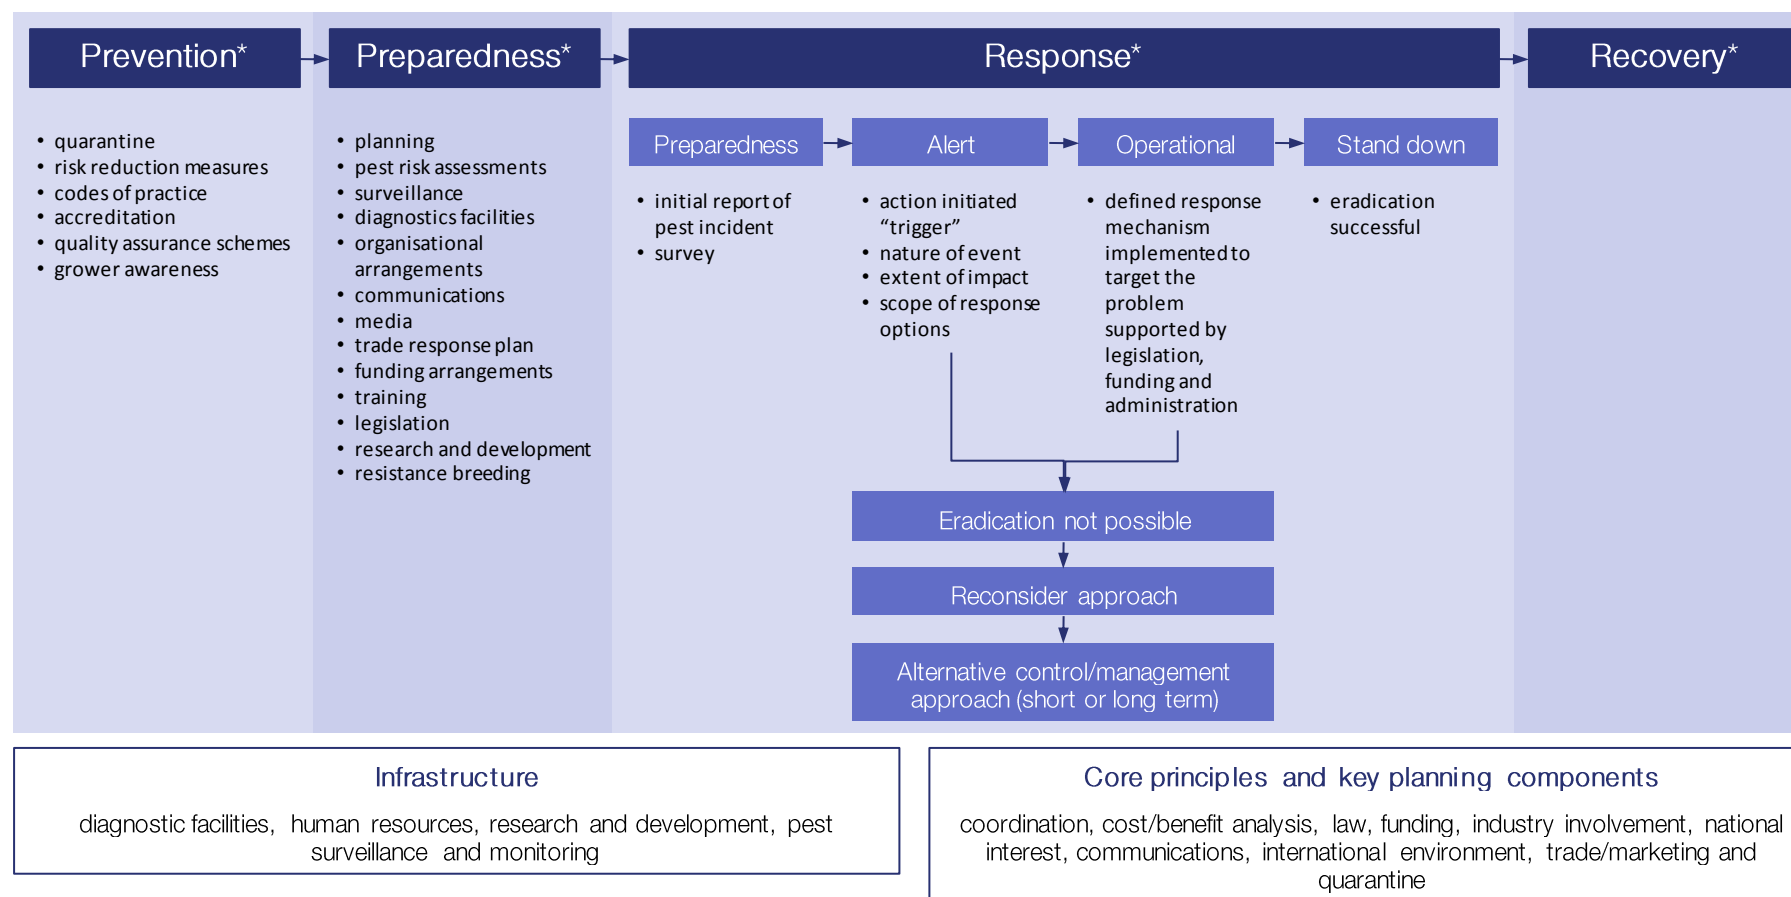 Prevention*
Preparedness*
Response*
Recovery*
• quarantine
• risk reduction measures
• codes of practice
• accreditation
• quality assurance schemes
• grower awareness
• planning
• pest risk assessments
• surveillance
• diagnostics facilities
• organisational
arrangements
• communications
• media
• trade response plan
• funding arrangements
• training
• legislation
• research and development
• resistance breeding
Preparedness
• initial report of
pest incident
• survey
Alert
• action initiated
“trigger”
• nature of event
• extent of impact
• scope of response
options
Operational
• defined response
mechanism
implemented to
target the
problem
supported by
legislation,
funding and
administration
Stand down
• eradication
successful
Eradication not possible
Reconsider approach
Alternative control/management
approach (short or long term)
Infrastructure
diagnostic facilities, human resources, research and development, pest
surveillance and monitoring
Core principles and key planning components
coordination, cost/benefit analysis, law, funding, industry involvement, national
interest, communications, international environment, trade/marketing and
quarantine